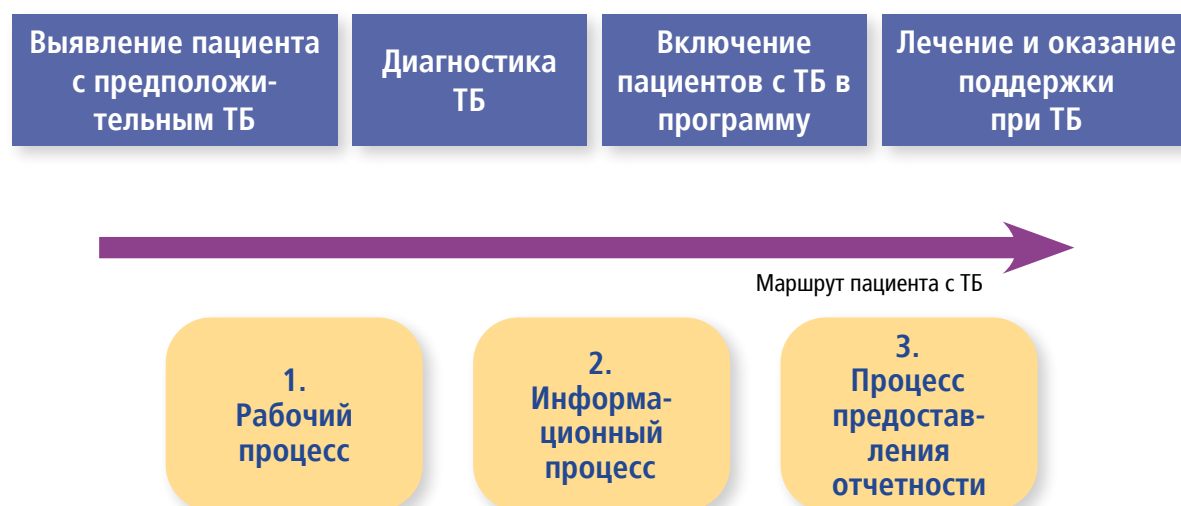 Выявление пациента
с предположи-
тельным ТБ
Диагностика
ТБ
Включение
пациентов с ТБ в
программу
Лечение и оказание
поддержки
при ТБ
Маршрут пациента с ТБ
1.
Рабочий
процесс
2.
Информа-
ционный
процесс
3.
Процесс
предостав-
ления
отчетности